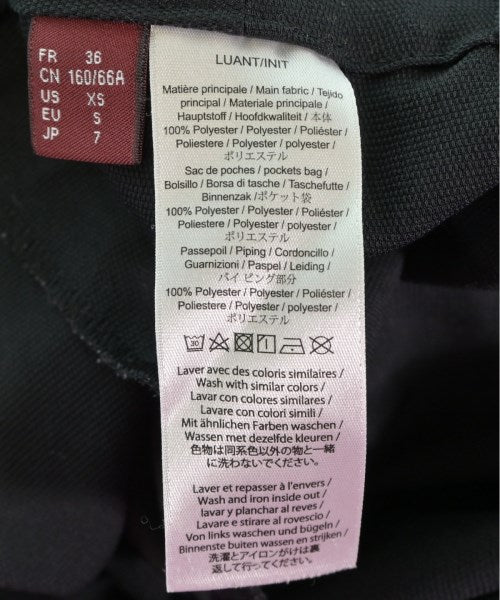 FR 36
CN 160/66A
US XS
EU S
JP 7
LUANT/INIT
Matière principale / Main fabric / Tejido
principal / Materiale principale /
Hauptstoff / Hoofdkwaliteit / 本体
100% Polyester / Polyester / Poliéster /
Poliestere / Polyester / polyester /
ポリエステル
Sac de poches / pockets bag /
Bolsillo / Borsa di tasche / Taschefutte /
Binnenzak /ポケット袋
100% Polyester / Polyester / Poliéster /
Poliestere / Polyester / polyester /
ポリエステル
Passepoil / Piping / Cordoncillo /
Guarnizioni / Paspel / Leiding /
パイピング部分
100% Polyester / Polyester / Poliéster /
Poliestere / Polyester / polyester /
ポリエステル
30
Laver avec des coloris similaires /
Wash with similar colors /
Lavar con colores similares /
Lavare con colori simili /
Mit ähnlichen Farben waschen /
Wassen met dezelfde kleuren /
色物は同系色以外の物と一緒
に洗わないでください。
Laver et repasser à l'envers /
Wash and iron inside out /
lavar y planchar al reves /
Lavare e stirare al rovescio /
Von links waschen und bügeln /
Binnenste buiten wassen en strijken /
洗濯とアイロンがけは裏
返して行ってください。